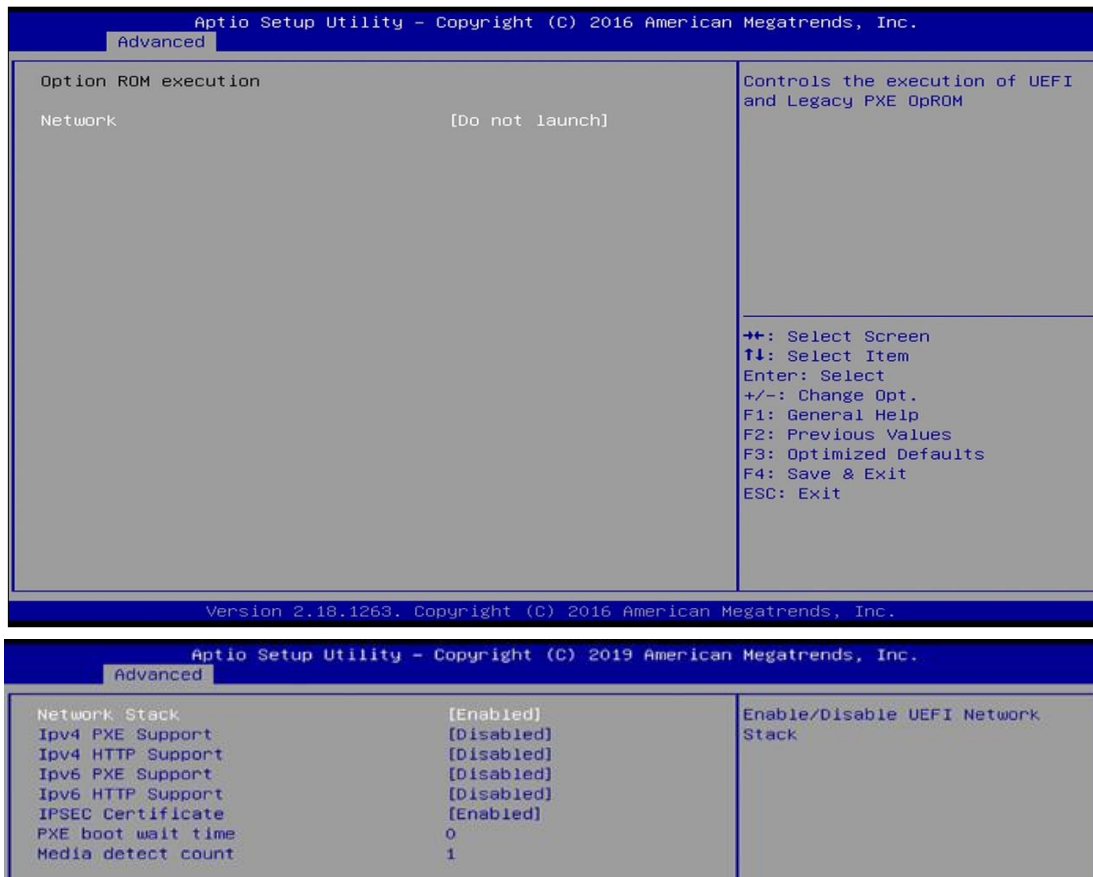 Aptio Setup Utility – Copyright (C) 2016 American Megatrends, Inc.
Advanced
Option ROM execution
Network [Do not launch]
Controls the execution of UEFI
and Legacy PXE OpROM
→←: Select Screen
↑↓: Select Item
Enter: Select
+/-: Change Opt.
F1: General Help
F2: Previous Values
F3: Optimized Defaults
F4: Save & Exit
ESC: Exit
Version 2.18.1263. Copyright (C) 2016 American Megatrends, Inc.
Aptio Setup Utility – Copyright (C) 2019 American Megatrends, Inc.
Advanced
Network Stack [Enabled]
Ipv4 PXE Support [Disabled]
Ipv4 HTTP Support [Disabled]
Ipv6 PXE Support [Disabled]
Ipv6 HTTP Support [Disabled]
IPSEC Certificate [Enabled]
PXE boot wait time 0
Media detect count 1
Enable/Disable UEFI Network
Stack